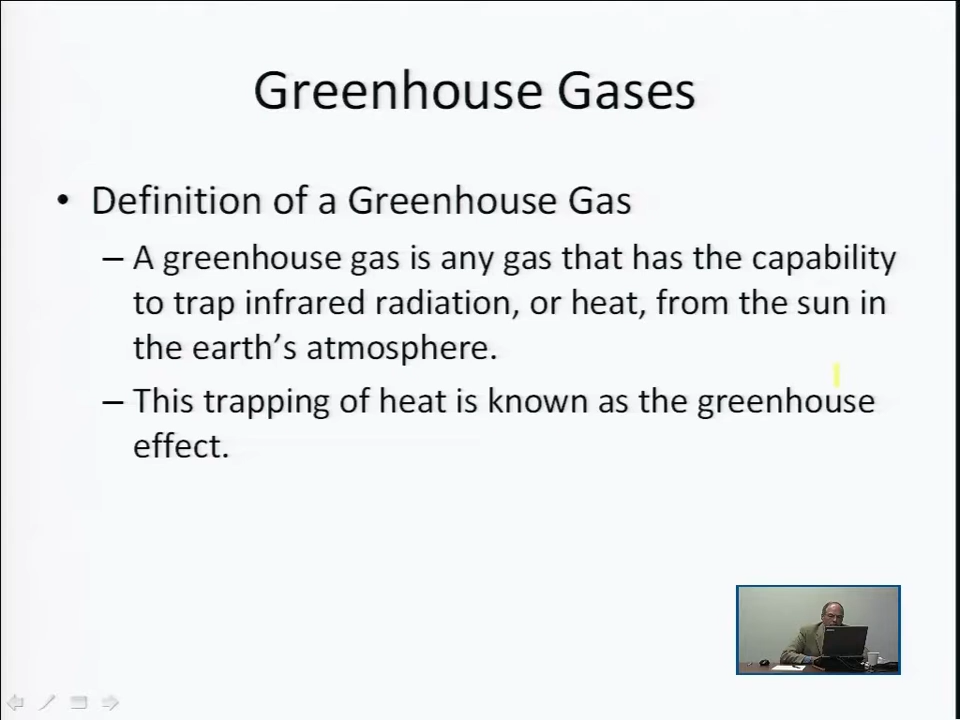 Greenhouse Gases
• Definition of a Greenhouse Gas
– A greenhouse gas is any gas that has the capability
to trap infrared radiation, or heat, from the sun in
the earth’s atmosphere.
– This trapping of heat is known as the greenhouse
effect.